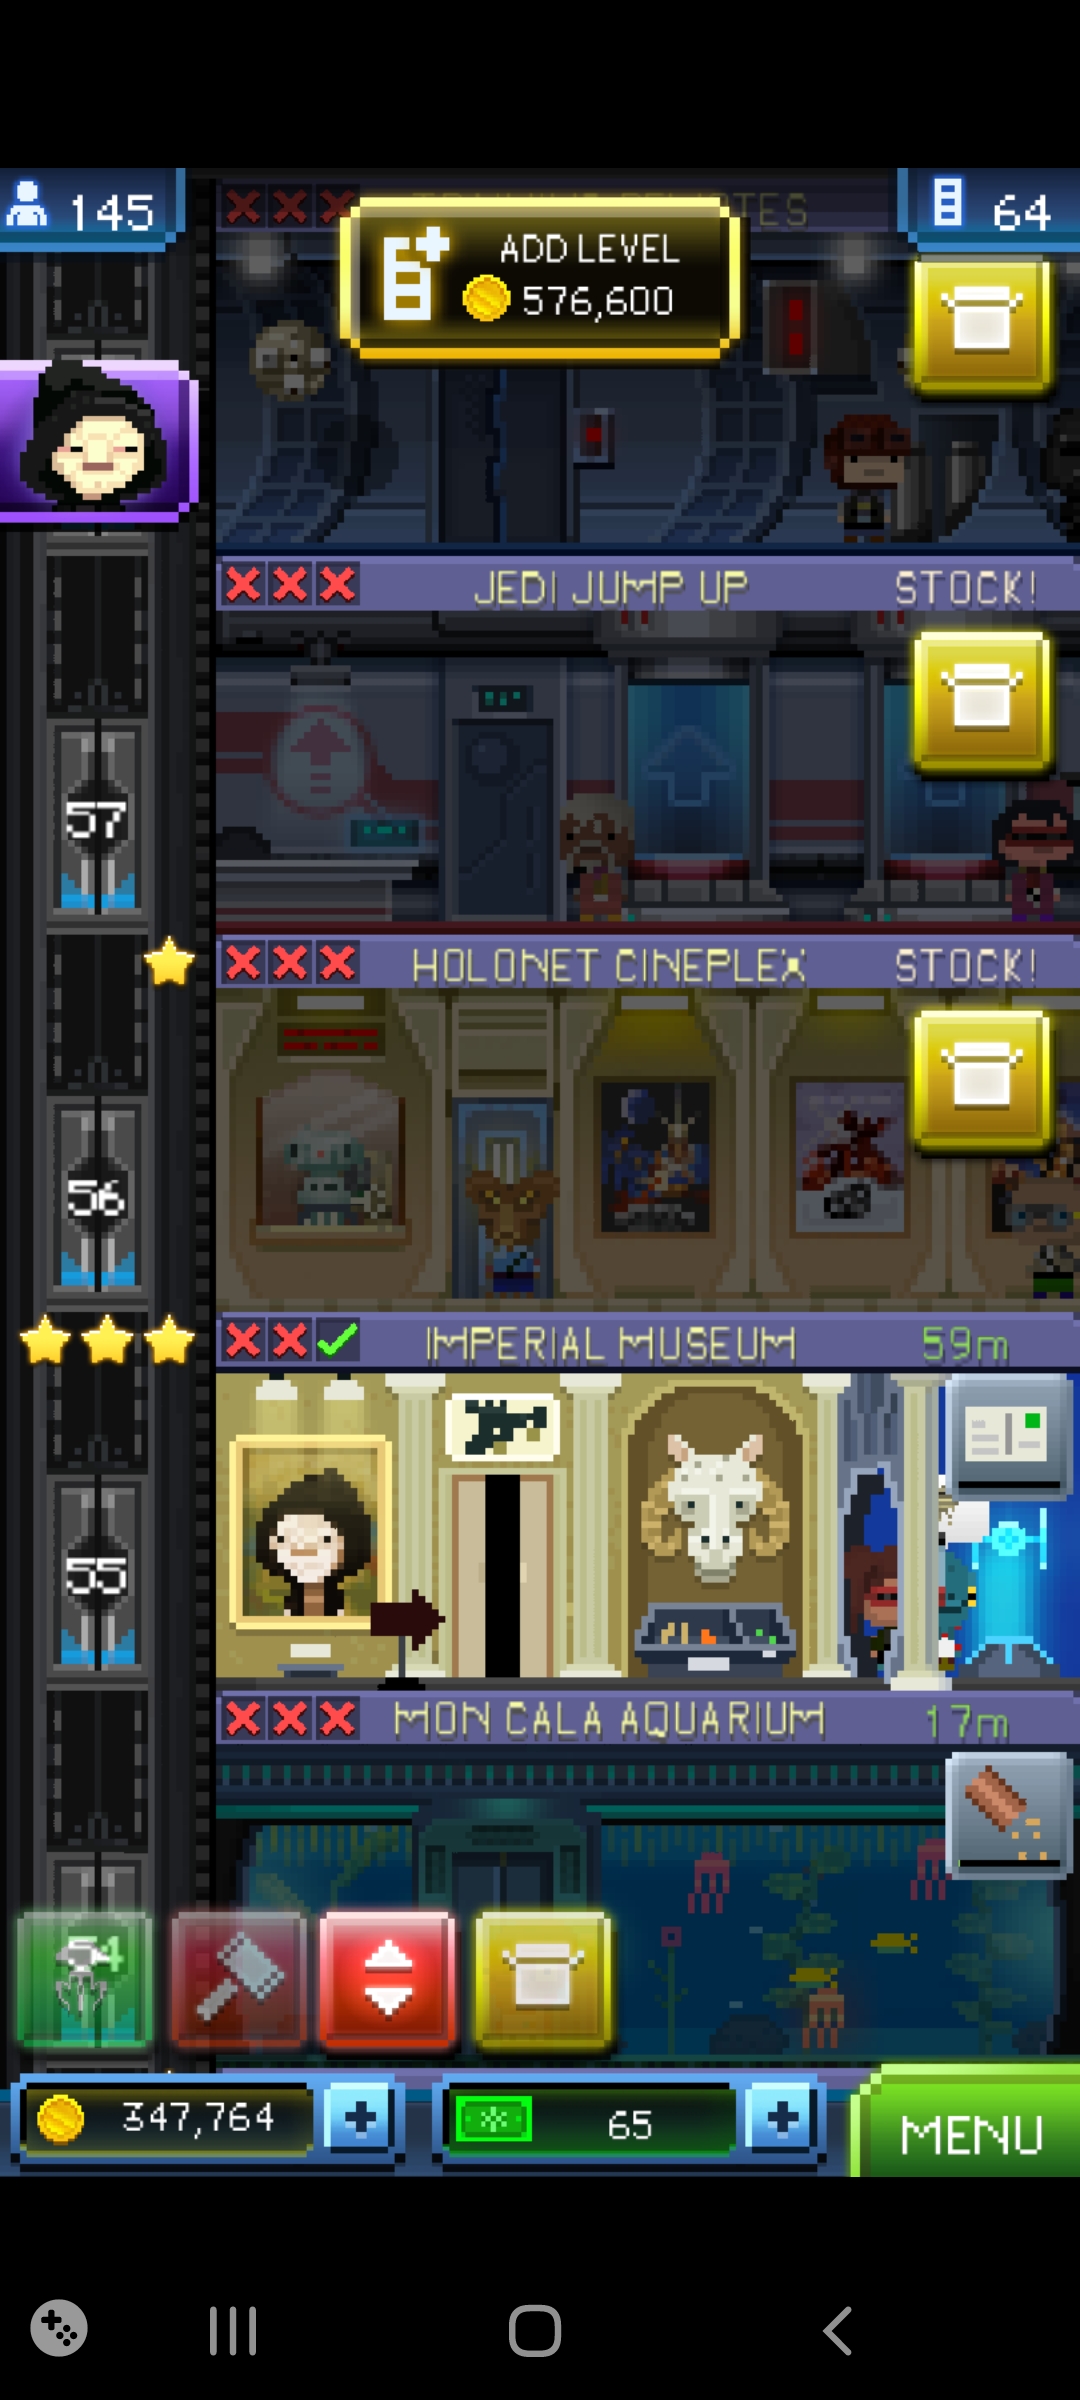 145
64
ADD LEVEL
576,600
JEDI JUMP UP STOCK!
57
HOLONET CINEPLEX STOCK!
56
IMPERIAL MUSEUM 59m
55
MON CALA AQUARIUM 17m
54
347,764
65
MENU